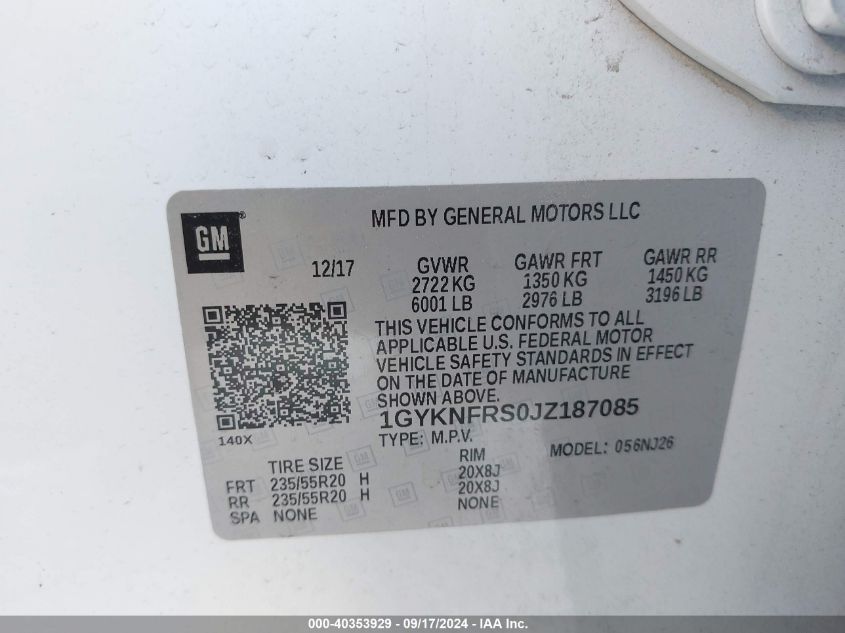 MFD BY GENERAL MOTORS LLC
GM®
12/17
GVWR GAWR FRT GAWR RR
2722 KG 1350 KG 1450 KG
6001 LB 2976 LB 3196 LB
THIS VEHICLE CONFORMS TO ALL
APPLICABLE U.S. FEDERAL MOTOR
VEHICLE SAFETY STANDARDS IN EFFECT
ON THE DATE OF MANUFACTURE
SHOWN ABOVE.
1GYKNFRS0JZ187085
140X
TYPE: M.P.V.
MODEL: 056NJ26
TIRE SIZE RIM
FRT 235/55R20 H 20X8J
RR 235/55R20 H 20X8J
SPA NONE NONE
000-40353929 - 09/17/2024 - IAA Inc.